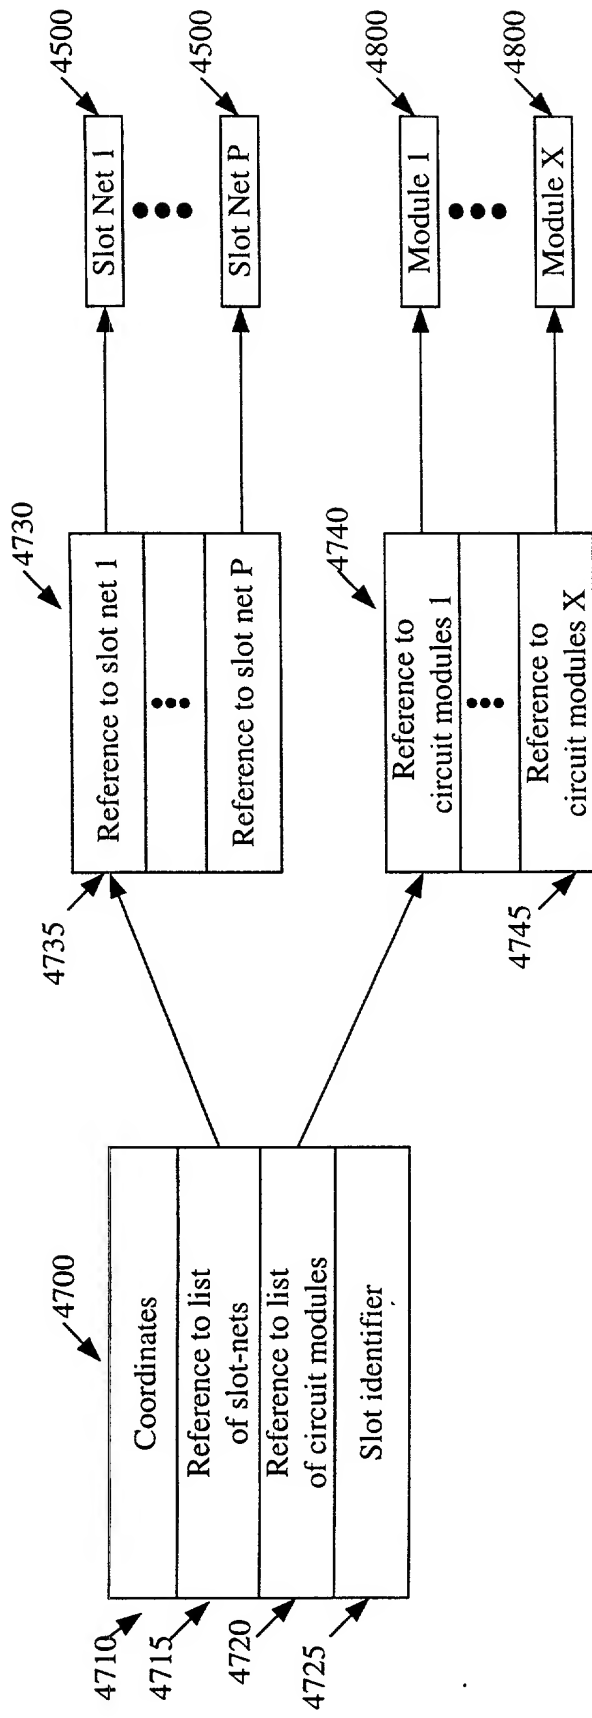 4700
4710
Coordinates
4715
Reference to list
of slot-nets
4720
Reference to list
of circuit modules
4725
Slot identifier
4730
4735
Reference to slot net 1
Reference to slot net P
4740
Reference to
circuit modules 1
4745
Reference to
circuit modules X
4500
Slot Net 1
4500
Slot Net P
4800
Module 1
4800
Module X